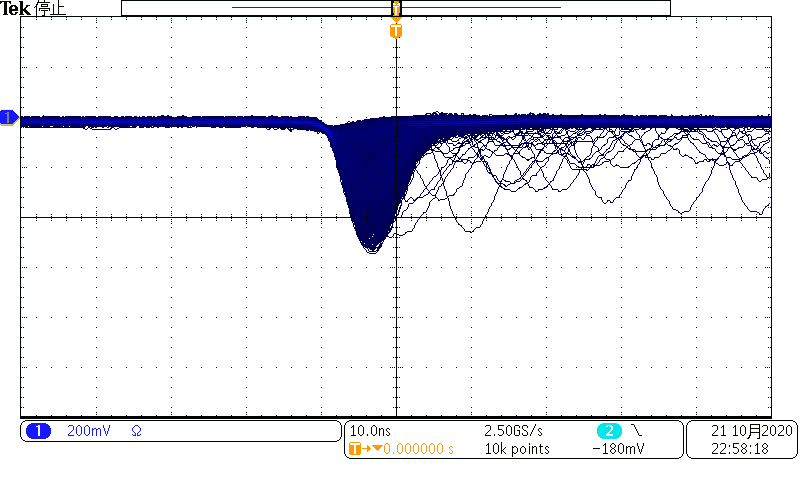 Tek 停止
T
T
1
1 200mV Ω
10.0ns 2.50GS/s 2
T→▼0.000000 s 10k points −180mV
21 10月2020
22:58:18